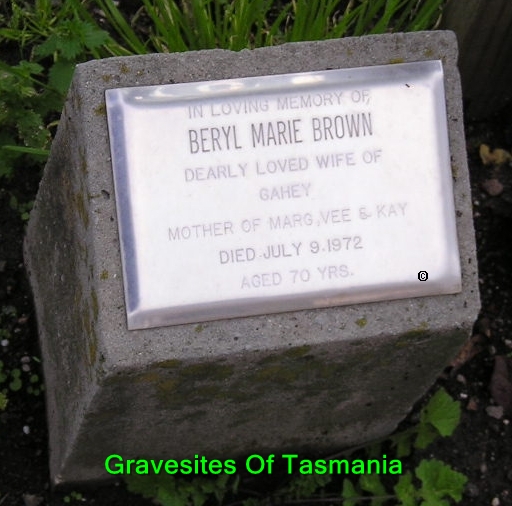 IN LOVING MEMORY OF
BERYL MARIE BROWN
DEARLY LOVED WIFE OF
GAHEY
MOTHER OF MARG, VEE & KAY
DIED JULY 9 1972
AGED 70 YRS.
©
Gravesites Of Tasmania